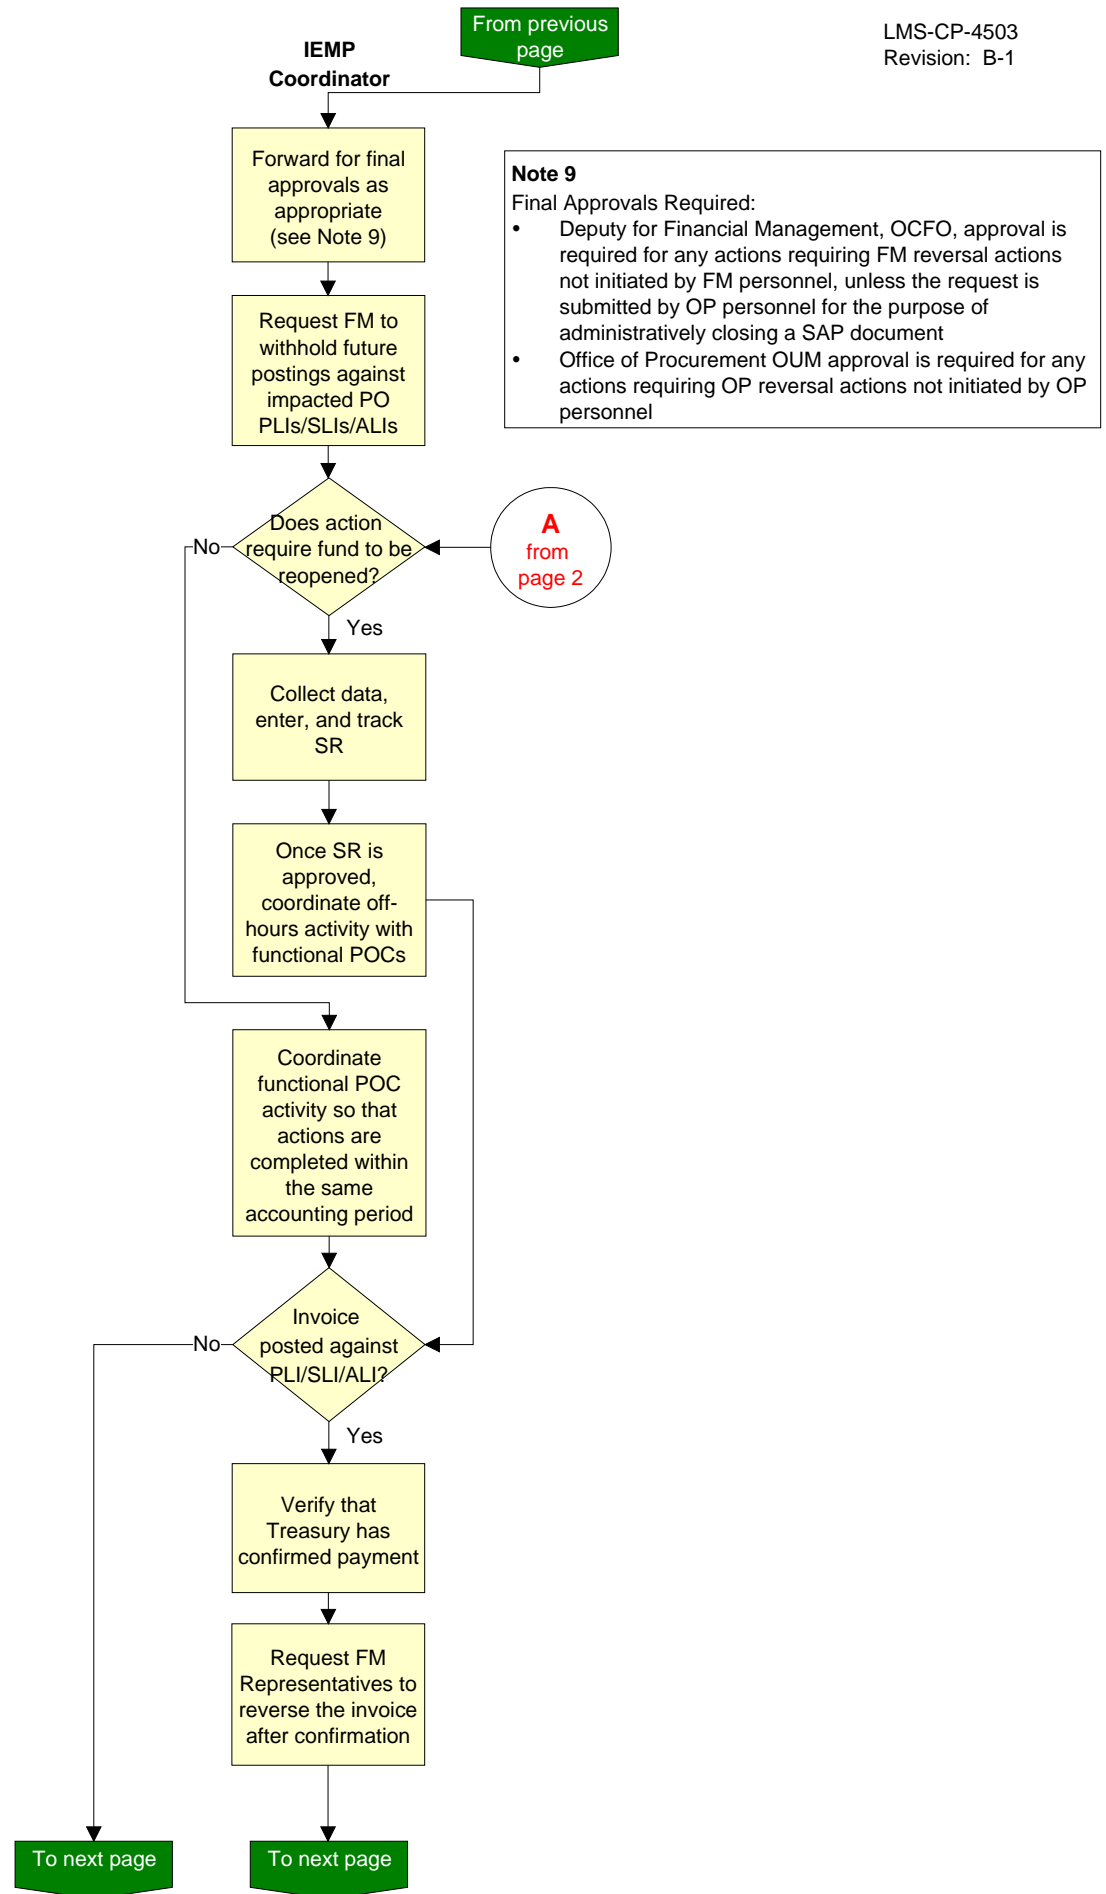 From previous
page
LMS-CP-4503
Revision: B-1
IEMP
Coordinator
Forward for final
approvals as
appropriate
(see Note 9)
Note 9
Final Approvals Required:
• Deputy for Financial Management, OCFO, approval is
required for any actions requiring FM reversal actions
not initiated by FM personnel, unless the request is
submitted by OP personnel for the purpose of
administratively closing a SAP document
• Office of Procurement OUM approval is required for any
actions requiring OP reversal actions not initiated by OP
personnel
Request FM to
withhold future
postings against
impacted PO
PLIs/SLIs/ALIs
Does action
require fund to be
reopened?
No
A
from
page 2
Yes
Collect data,
enter, and track
SR
Once SR is
approved,
coordinate off-
hours activity with
functional POCs
Coordinate
functional POC
activity so that
actions are
completed within
the same
accounting period
Invoice
posted against
PLI/SLI/ALI?
No
Yes
Verify that
Treasury has
confirmed payment
Request FM
Representatives to
reverse the invoice
after confirmation
To next page
To next page